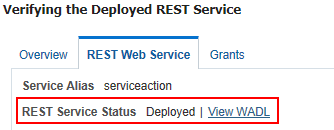 Verifying the Deployed REST Service
Overview REST Web Service Grants
Service Alias serviceaction
REST Service Status Deployed | View WADL